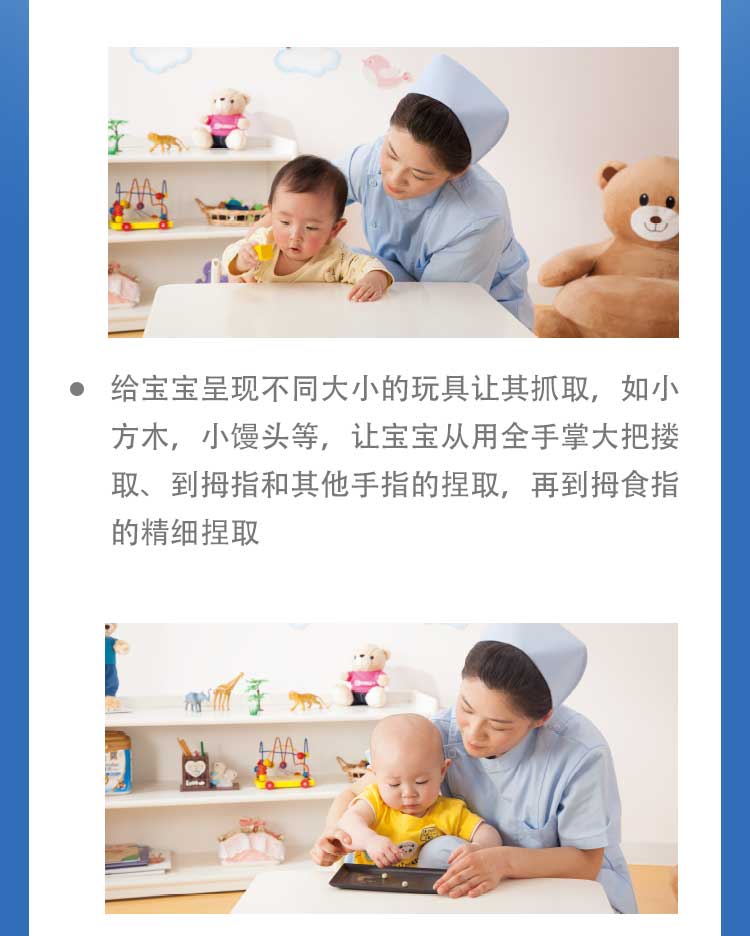 给宝宝呈现不同大小的玩具让其抓取，如小
方木，小馒头等，让宝宝从用全手掌大把搂
取、到拇指和其他手指的捏取，再到拇食指
的精细捏取